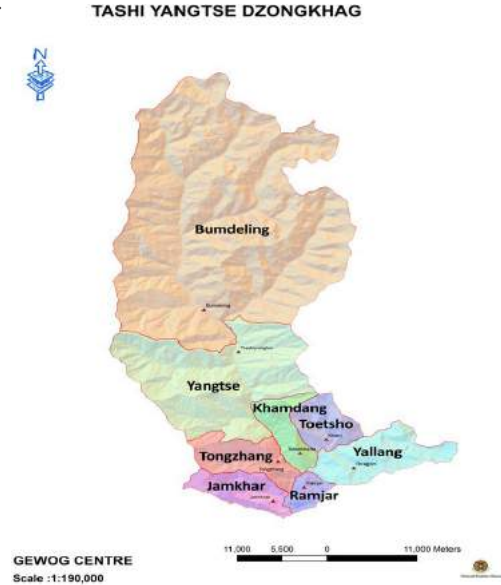 TASHI YANGTSE DZONGKHAG
N
Bumdeling
Yangtse
Khamdang
Toetsho
Tongzhang
Yallang
Jamkhar
Ramjar
11,000 5,500 0 11,000 Meters
GEWOG CENTRE
Scale :1:190,000